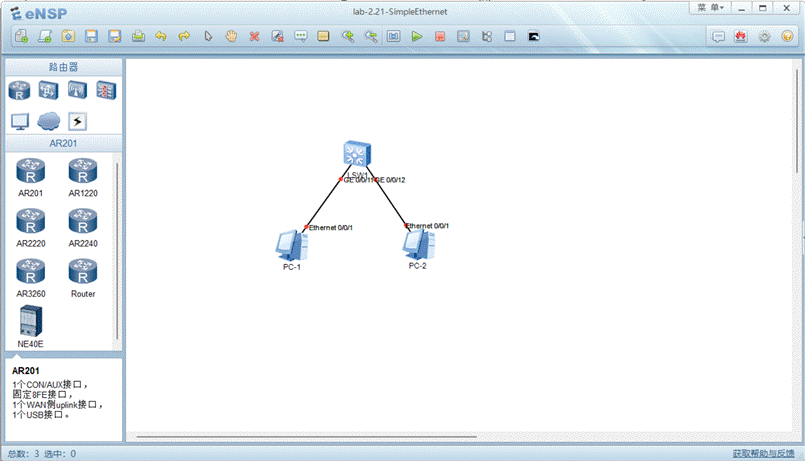 eNSP
lab-2.21-SimpleEthernet
菜 单
路由器
AR201
AR201
AR1220
AR2220
AR2240
AR3260
Router
NE40E
AR201
1个CON/AUX接口，
固定8FE接口，
1个WAN侧uplink接口，
1个USB接口。
LSW1
GE 0/0/11
GE 0/0/12
Ethernet 0/0/1
Ethernet 0/0/1
PC-1
PC-2
总数：3 选中：0
获取帮助与反馈